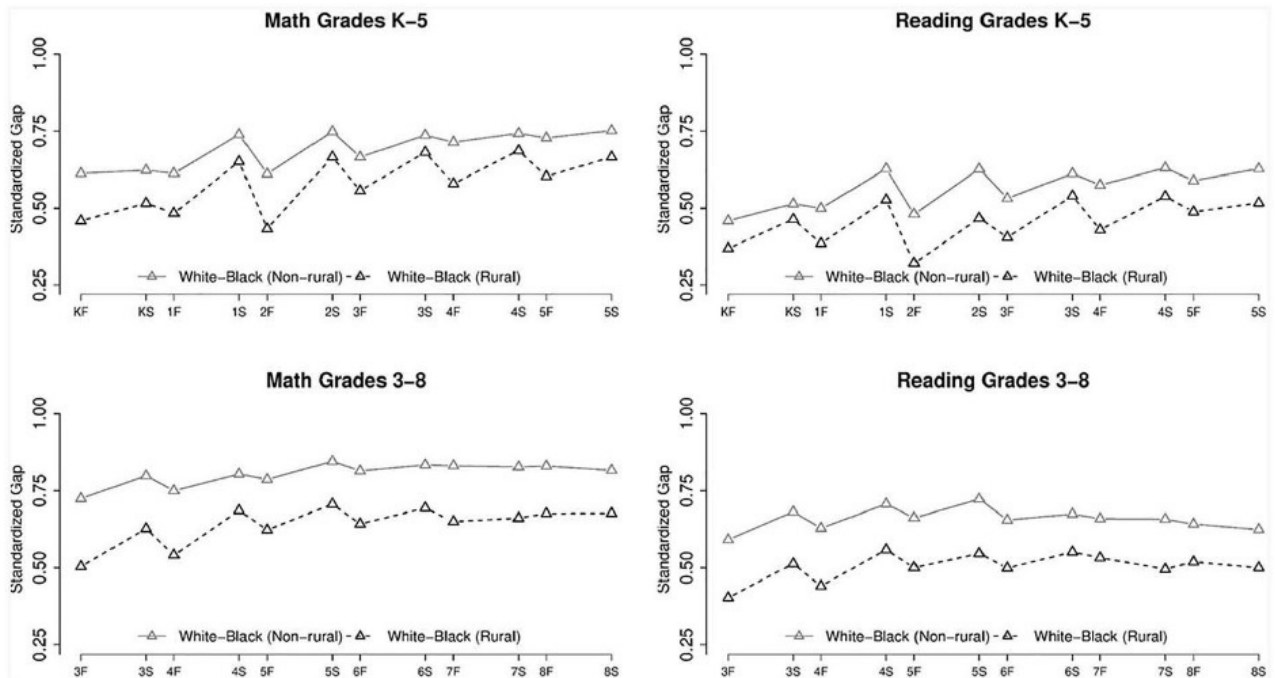 Math Grades K-5
Standardized Gap
1.00
0.75
0.50
0.25
White-Black (Non-rural)
White-Black (Rural)
KF KS 1F 1S 2F 2S 3F 3S 4F 4S 5F 5S
Reading Grades K-5
Standardized Gap
1.00
0.75
0.50
0.25
White-Black (Non-rural)
White-Black (Rural)
KF KS 1F 1S 2F 2S 3F 3S 4F 4S 5F 5S
Math Grades 3-8
Standardized Gap
1.00
0.75
0.50
0.25
White-Black (Non-rural)
White-Black (Rural)
3F 3S 4F 4S 5F 5S 6F 6S 7F 7S 8F 8S
Reading Grades 3-8
Standardized Gap
1.00
0.75
0.50
0.25
White-Black (Non-rural)
White-Black (Rural)
3F 3S 4F 4S 5F 5S 6F 6S 7F 7S 8F 8S